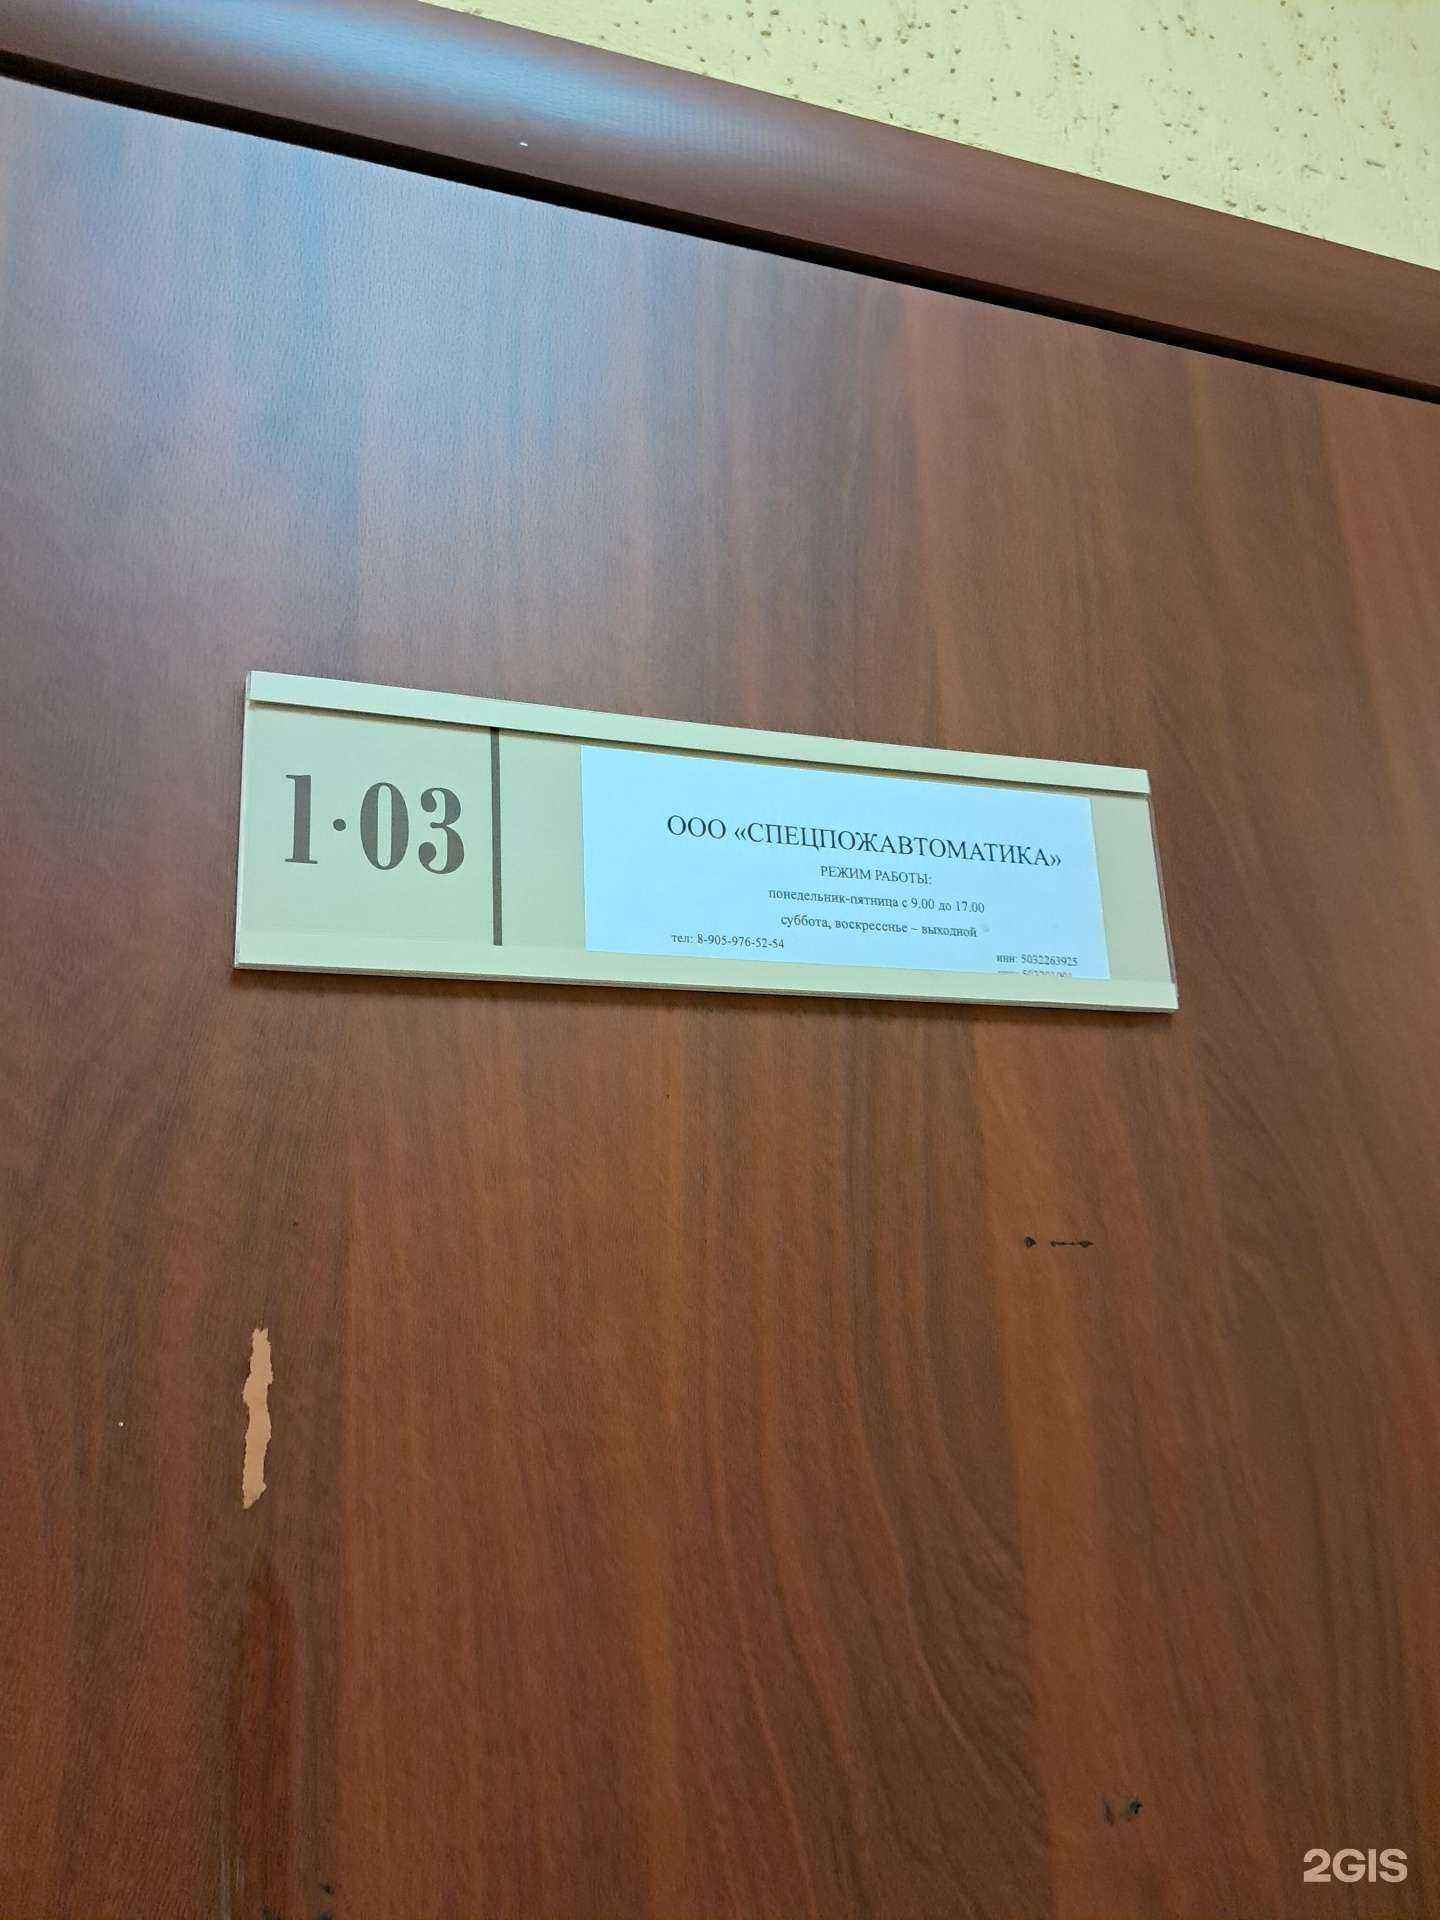 1·03
ООО «СПЕЦПОЖАВТОМАТИКА»
РЕЖИМ РАБОТЫ:
понедельник-пятница с 9.00 до 17.00
суббота, воскресенье – выходной
тел: 8-905-976-52-54
инн: 5032263925
2GIS